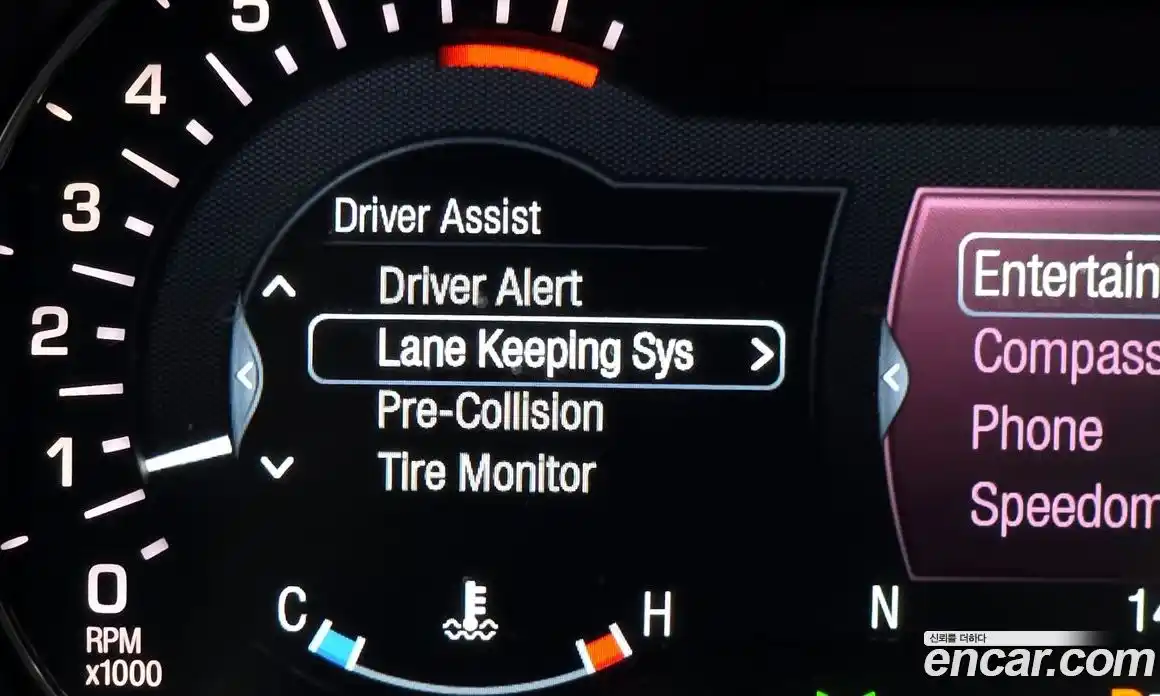 5
4
3
2
1
0
RPM
x1000
Driver Assist
Driver Alert
Lane Keeping Sys
Pre-Collision
Tire Monitor
C
H
Entertain
Compass
Phone
Speedom
N
14
신뢰를 더하다
encar.com